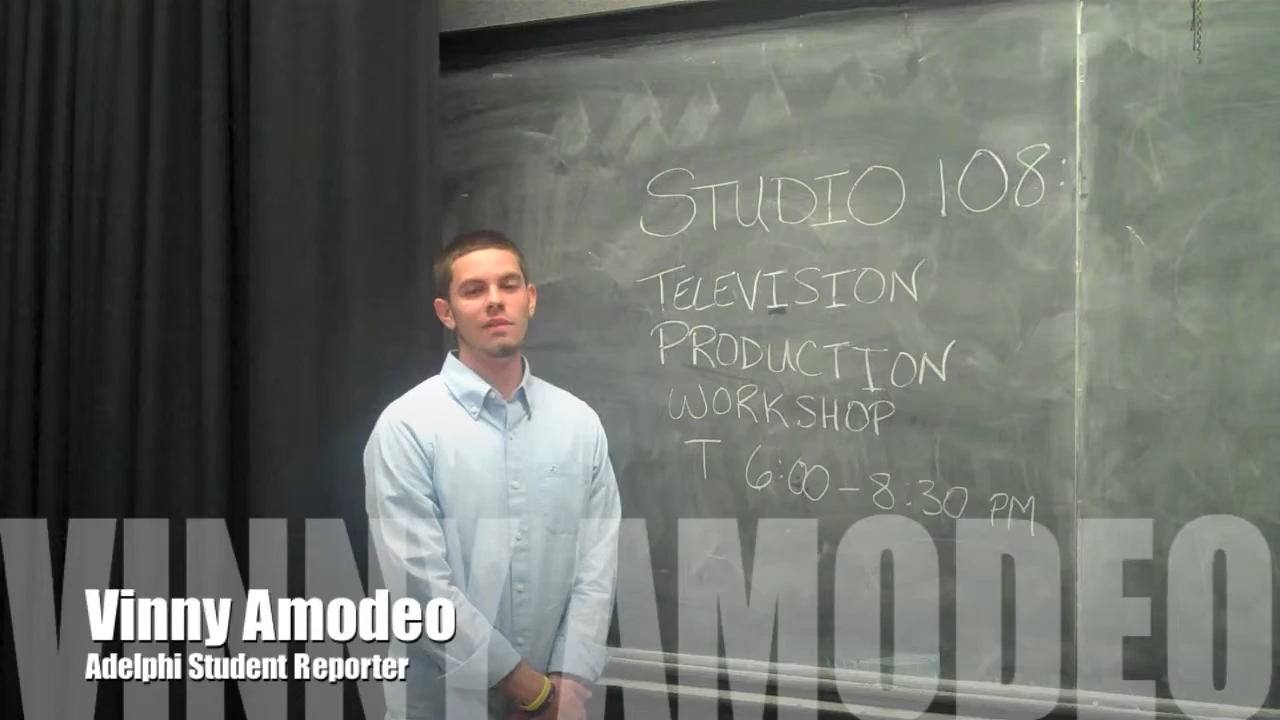 STUDIO 108:
TELEVISION
PRODUCTION
WORKSHOP
T 6:00-8:30 PM
VINNY AMODEO
Vinny Amodeo
Adelphi Student Reporter